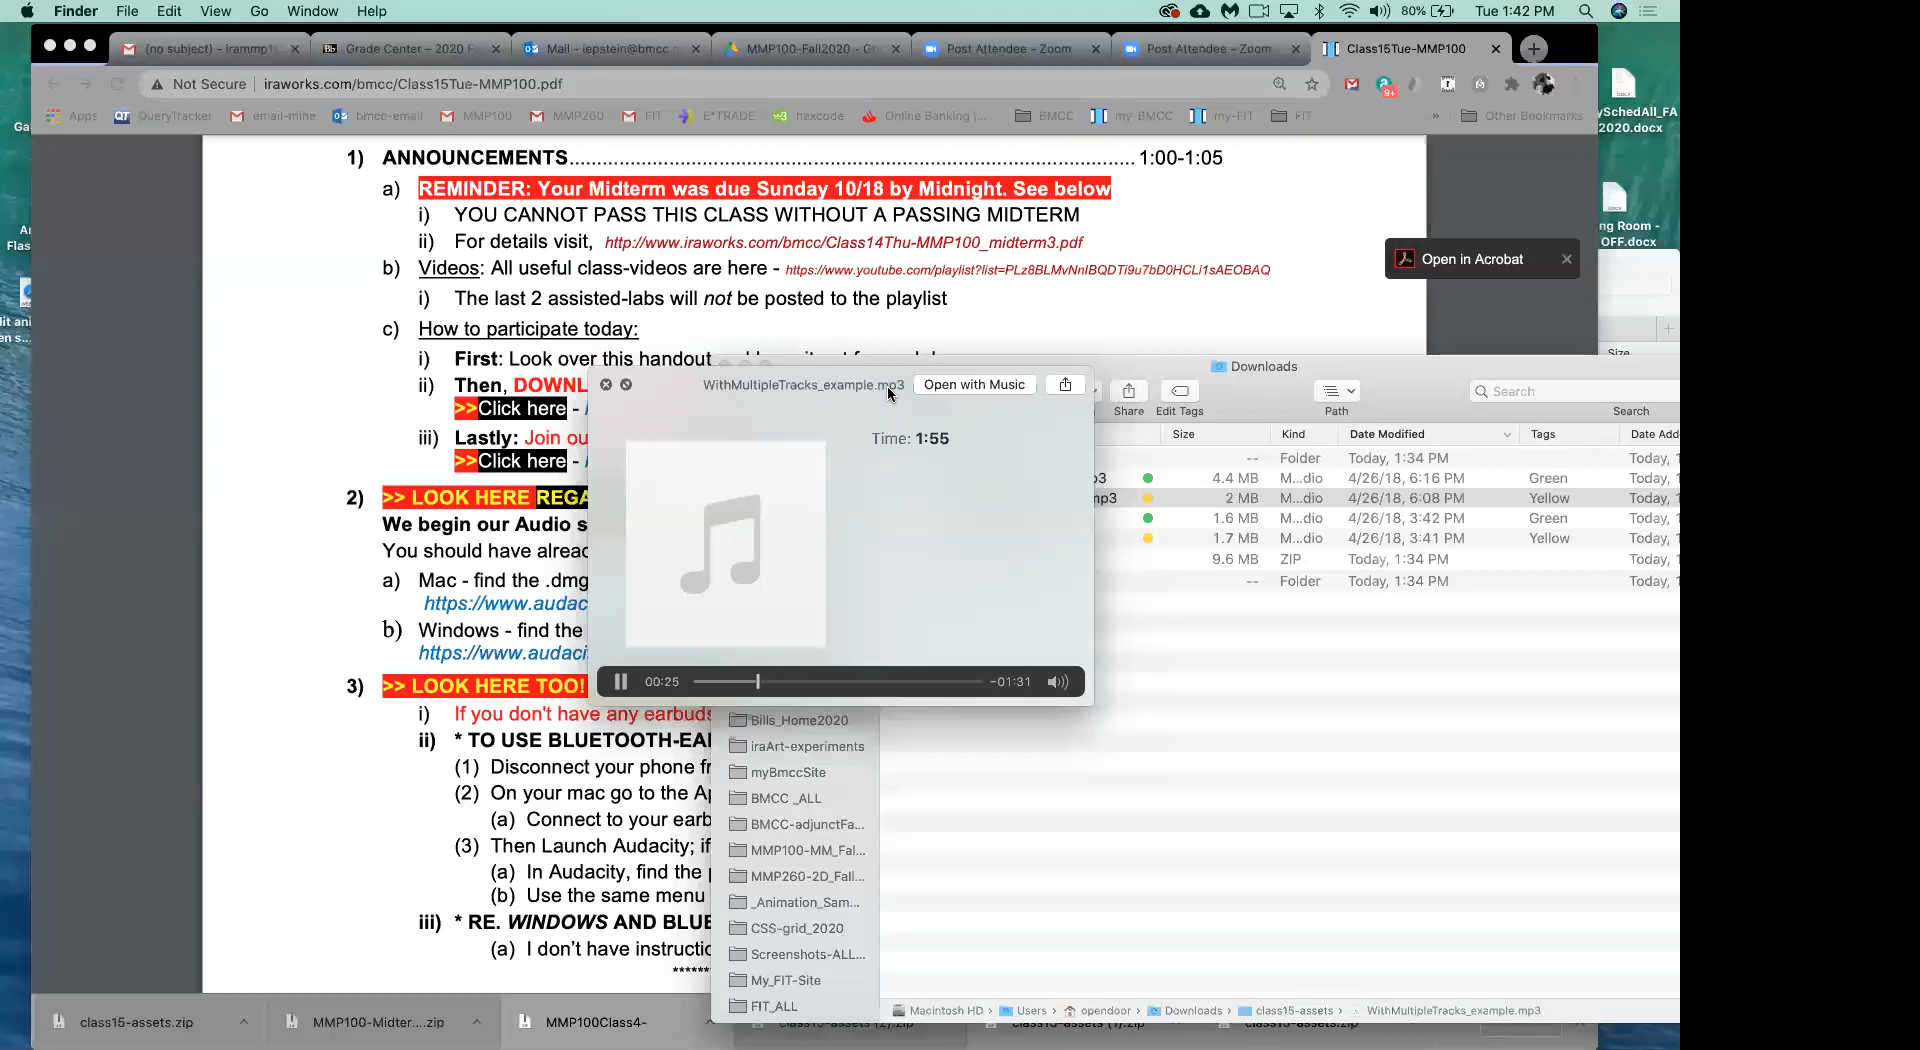 Finder File Edit View Go Window Help 80% Tue 1:42 PM
(no subject) - irammp1 Grade Center – 2020 F Mail - iepstein@bmcc MMP100-Fall2020 - G Post Attendee - Zoom Post Attendee - Zoom Class15Tue-MMP100
Not Secure iraworks.com/bmcc/Class15Tue-MMP100.pdf 9+
Apps QueryTracker email-mine bmcc-email MMP100 MMP260 FIT E*TRADE hexcode Online Banking |... BMCC my-BMCC my-FIT FIT » Other Bookmarks
ySchedAll_FA
2020.docx
ng Room -
OFF.docx
1) ANNOUNCEMENTS 1:00-1:05
a) REMINDER: Your Midterm was due Sunday 10/18 by Midnight. See below
i) YOU CANNOT PASS THIS CLASS WITHOUT A PASSING MIDTERM
ii) For details visit, http://www.iraworks.com/bmcc/Class14Thu-MMP100_midterm3.pdf
b) Videos: All useful class-videos are here - https://www.youtube.com/playlist?list=PLz8BLMvNnIBQDTi9u7bD0HCLi1sAEOBAQ
Open in Acrobat
i) The last 2 assisted-labs will not be posted to the playlist
c) How to participate today:
i) First: Look over this handout
ii) Then, DOWNL
>>Click here -
iii) Lastly: Join ou
>>Click here -
2) >> LOOK HERE REGA
We begin our Audio s
You should have alreac
a) Mac - find the .dmg
https://www.audac
b) Windows - find the
https://www.audaci
3) >> LOOK HERE TOO!
i) If you don't have any earbuds
ii) * TO USE BLUETOOTH-EA
(1) Disconnect your phone fr
(2) On your mac go to the Ap
(a) Connect to your earb
(3) Then Launch Audacity; if
(a) In Audacity, find the p
(b) Use the same menu
iii) * RE. WINDOWS AND BLUE
(a) I don't have instructio
*******
WithMultipleTracks_example.mp3 Open with Music
Time: 1:55
00:25 -01:31
Downloads
Search
Share Edit Tags Path Search
Size Kind Date Modified Tags Date Add
-- Folder Today, 1:34 PM Today,
p3 4.4 MB M...dio 4/26/18, 6:16 PM Green Today,
mp3 2 MB M...dio 4/26/18, 6:08 PM Yellow Today,
1.6 MB M...dio 4/26/18, 3:42 PM Green Today,
1.7 MB M...dio 4/26/18, 3:41 PM Yellow Today,
9.6 MB ZIP Today, 1:34 PM Today,
-- Folder Today, 1:34 PM Today,
Bills_Home2020
iraArt-experiments
myBmccSite
BMCC _ALL
BMCC-adjunctFa...
MMP100-MM_Fal...
MMP260-2D_Fall...
_Animation_Sam...
CSS-grid_2020
Screenshots-ALL...
My_FIT-Site
FIT_ALL
Macintosh HD › Users › opendoor › Downloads › class15-assets › WithMultipleTracks_example.mp3
class15-assets.zip MMP100-Midter....zip MMP100Class4-